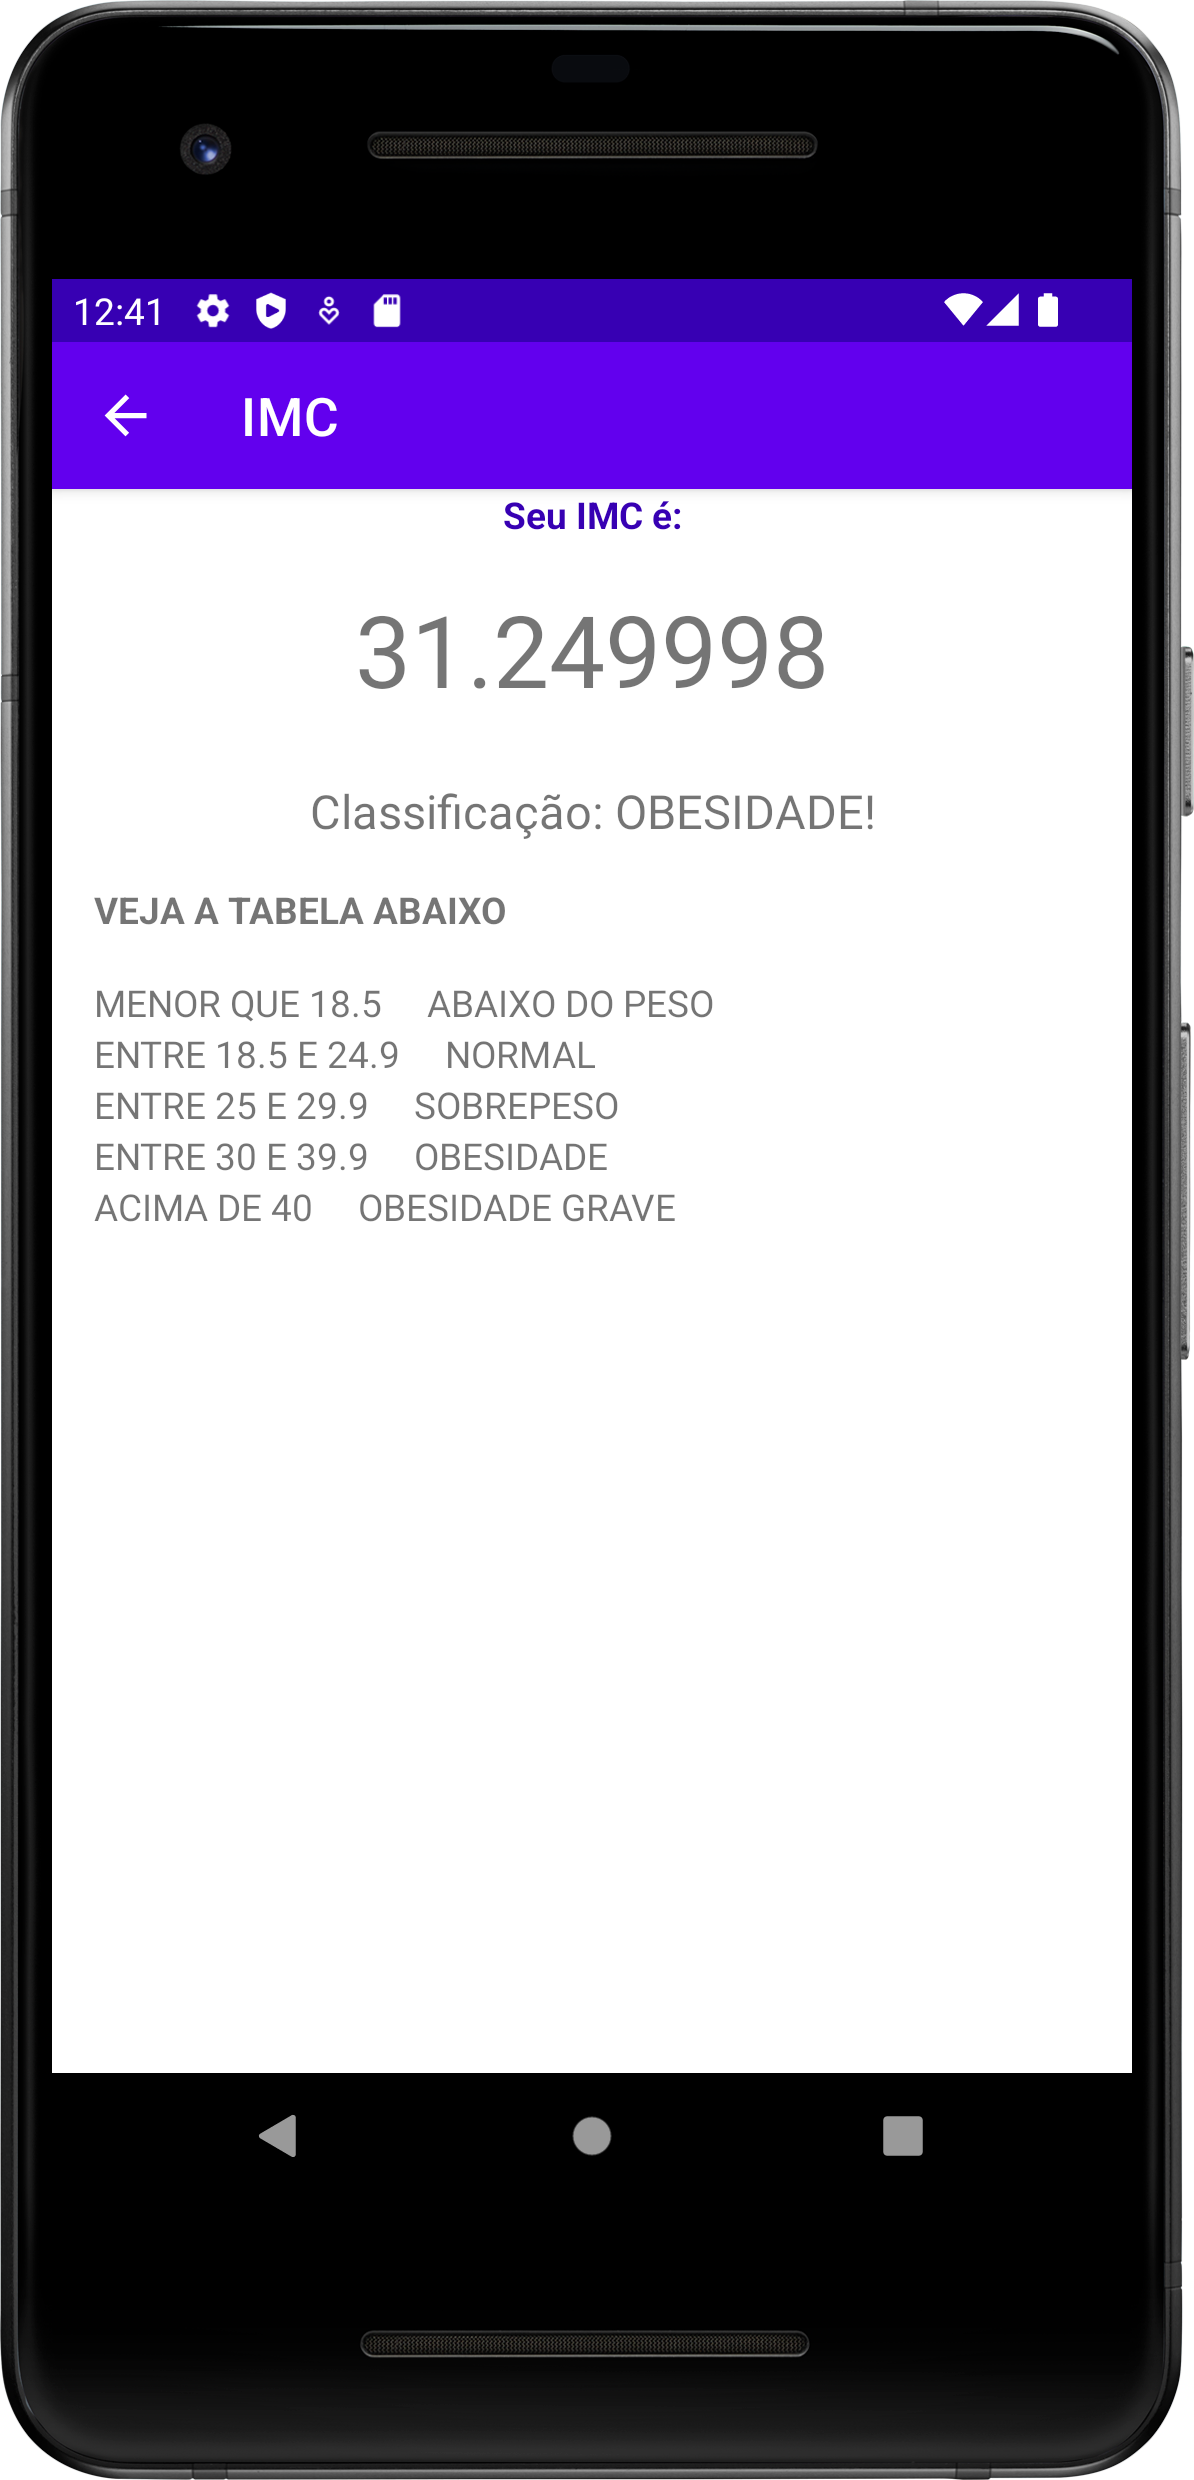 12:41
IMC
Seu IMC é:
31.249998
Classificação: OBESIDADE!
VEJA A TABELA ABAIXO
MENOR QUE 18.5 ABAIXO DO PESO
ENTRE 18.5 E 24.9 NORMAL
ENTRE 25 E 29.9 SOBREPESO
ENTRE 30 E 39.9 OBESIDADE
ACIMA DE 40 OBESIDADE GRAVE